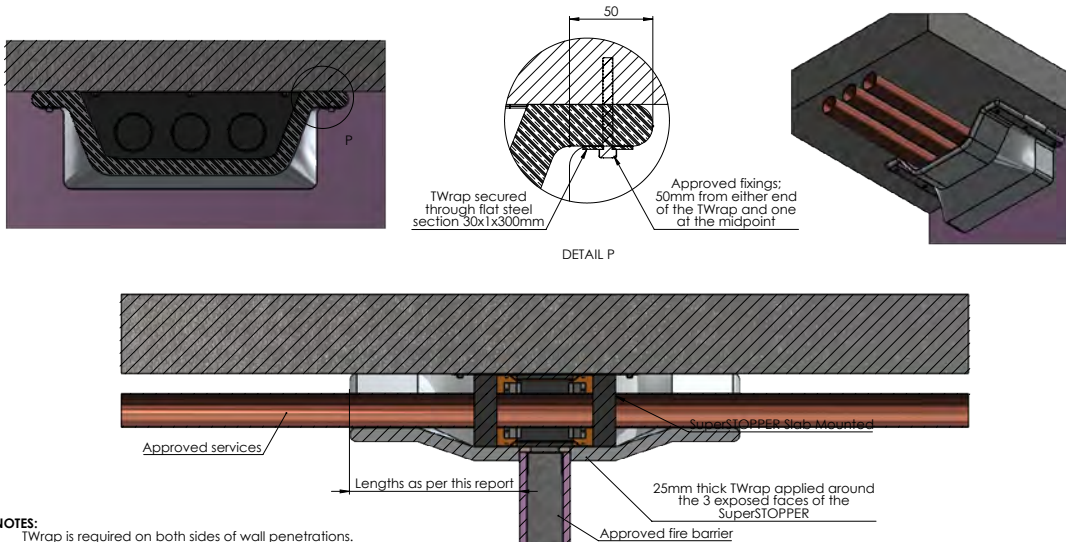 50
P
TWrap secured
through flat steel
section 30x1x300mm
Approved fixings;
50mm from either end
of the TWrap and one
at the midpoint
DETAIL P
SuperSTOPPER Slab Mounted
Approved services
Lengths as per this report
25mm thick TWrap applied around
the 3 exposed faces of the
SuperSTOPPER
Approved fire barrier
NOTES:
TWrap is required on both sides of wall penetrations.